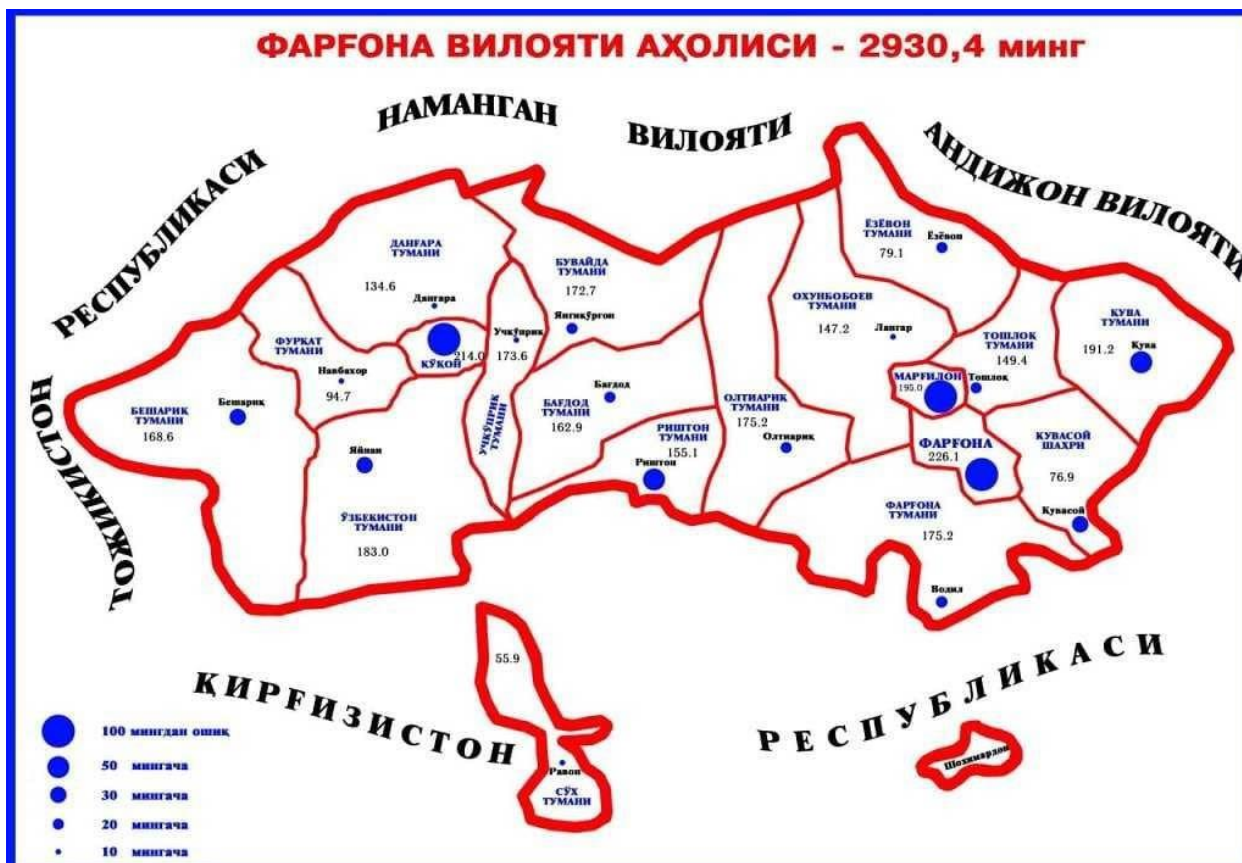 ФАРҒОНА ВИЛОЯТИ АҲОЛИСИ - 2930,4 минг
НАМАНГАН ВИЛОЯТИ
АНДИЖОН ВИЛОЯТИ
РЕСПУБЛИКАСИ
ТОЖИКИСТОН
ДАНҒАРА
ТУМАНИ
134.6
Данғара
БУВАЙДА
ТУМАНИ
172.7
Янгиқўрғон
ЁЗЁВОН
ТУМАНИ
79.1
Ёзёвон
ОХУНБОБОЕВ
ТУМАНИ
147.2
Лангар
ТОШЛОҚ
ТУМАНИ
149.4
Тошлоқ
ҚУВА
ТУМАНИ
191.2
Қува
ФУРҚАТ
ТУМАНИ
Навбахор
94.7
214.0
ҚЎҚОН
Учкўприк
173.6
УЧКЎПРИК
ТУМАНИ
МАРҒИЛОН
195.0
БЕШАРИҚ
ТУМАНИ
168.6
Бешариқ
Бағдод
БАҒДОД
ТУМАНИ
162.9
РИШТОН
ТУМАНИ
155.1
Риштон
ОЛТИАРИҚ
ТУМАНИ
175.2
Олтиариқ
ФАРҒОНА
226.1
ҚУВАСОЙ
ШАХРИ
76.9
Қувасой
Яйпан
ЎЗБЕКИСТОН
ТУМАНИ
183.0
ФАРҒОНА
ТУМАНИ
175.2
Водил
55.9
Равон
СЎХ
ТУМАНИ
Шохимардон
ҚИРҒИЗИСТОН РЕСПУБЛИКАСИ
100 мингдан ошиқ
50 мингача
30 мингача
20 мингача
10 мингача